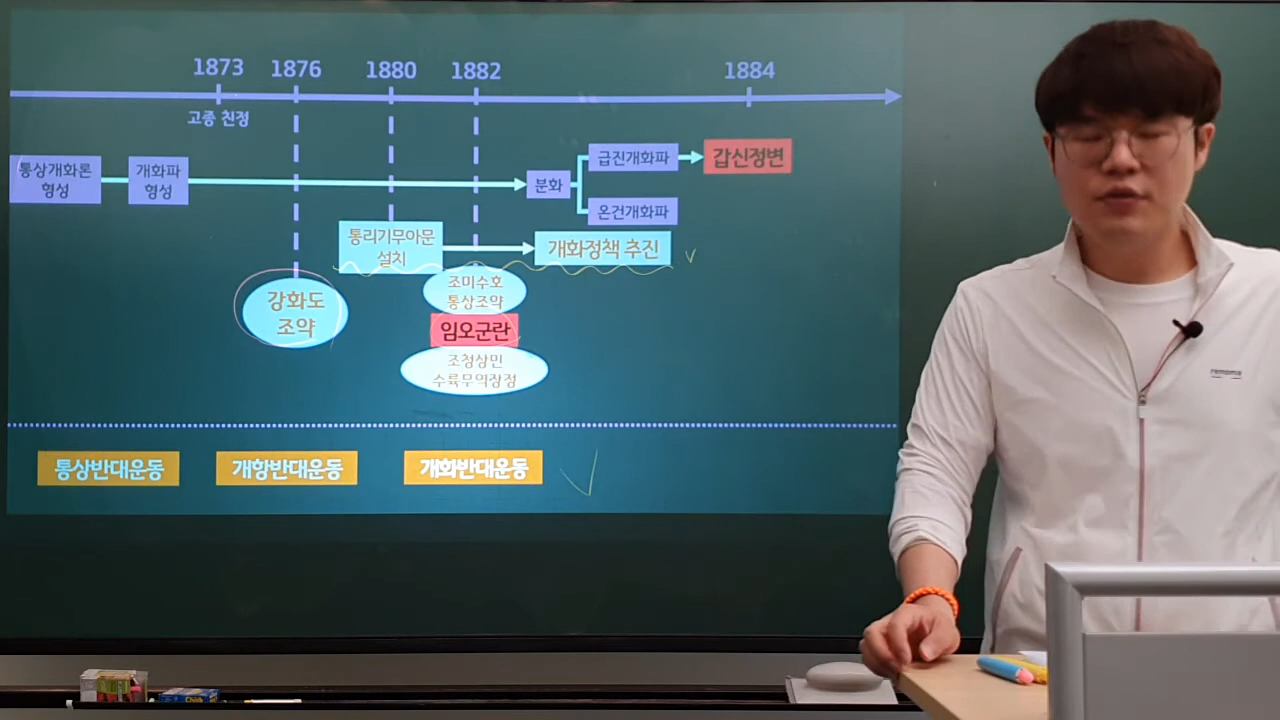 1873
1876
1880
1882
1884
고종 친정
통상개화론
형성
개화파
형성
분화
급진개화파
갑신정변
온건개화파
통리기무아문
설치
개화정책 추진
강화도
조약
조미수호
통상조약
임오군란
조청상민
수륙무역장정
통상반대운동
개항반대운동
개화반대운동